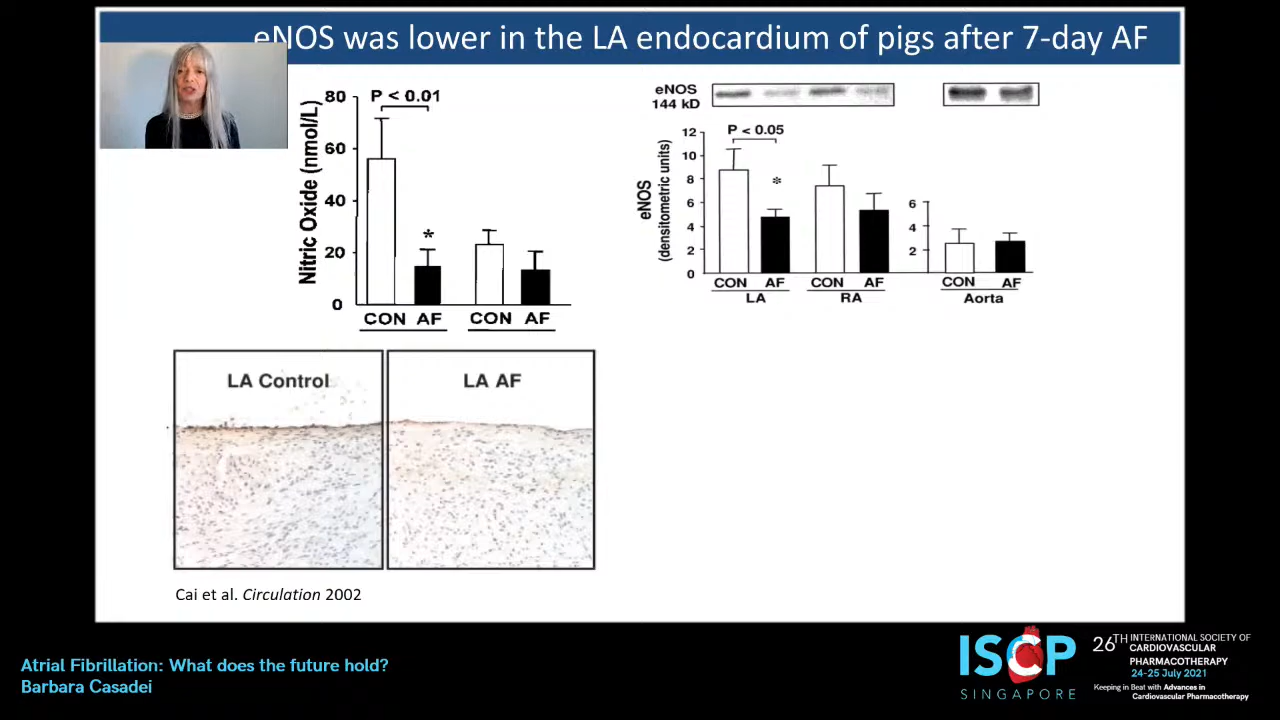 eNOS was lower in the LA endocardium of pigs after 7-day AF
Nitric Oxide (nmol/L)
80
60
40
20
0
P < 0.01
*
CON AF
CON AF
eNOS
144 kD
eNOS
(densitometric units)
12
10
8
6
4
2
0
P < 0.05
*
CON AF
LA
CON AF
RA
6
4
2
CON AF
Aorta
LA Control
LA AF
Cai et al. Circulation 2002
Atrial Fibrillation: What does the future hold?
Barbara Casadei
ISCP
SINGAPORE
26TH INTERNATIONAL SOCIETY OF
CARDIOVASCULAR
PHARMACOTHERAPY
24-25 July 2021
Keeping in Beat with Advances in
Cardiovascular Pharmacotherapy